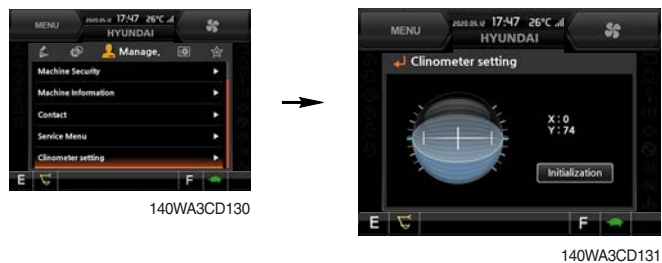 MENU
2020.05.12 17:47 26°C
HYUNDAI
Manage.
Machine Security
Machine Information
Contact
Service Menu
Clinometer setting
E
F
140WA3CD130
MENU
2020.05.12 17:47 26°C
HYUNDAI
Clinometer setting
X : 0
Y : 74
Initialization
E
F
140WA3CD131